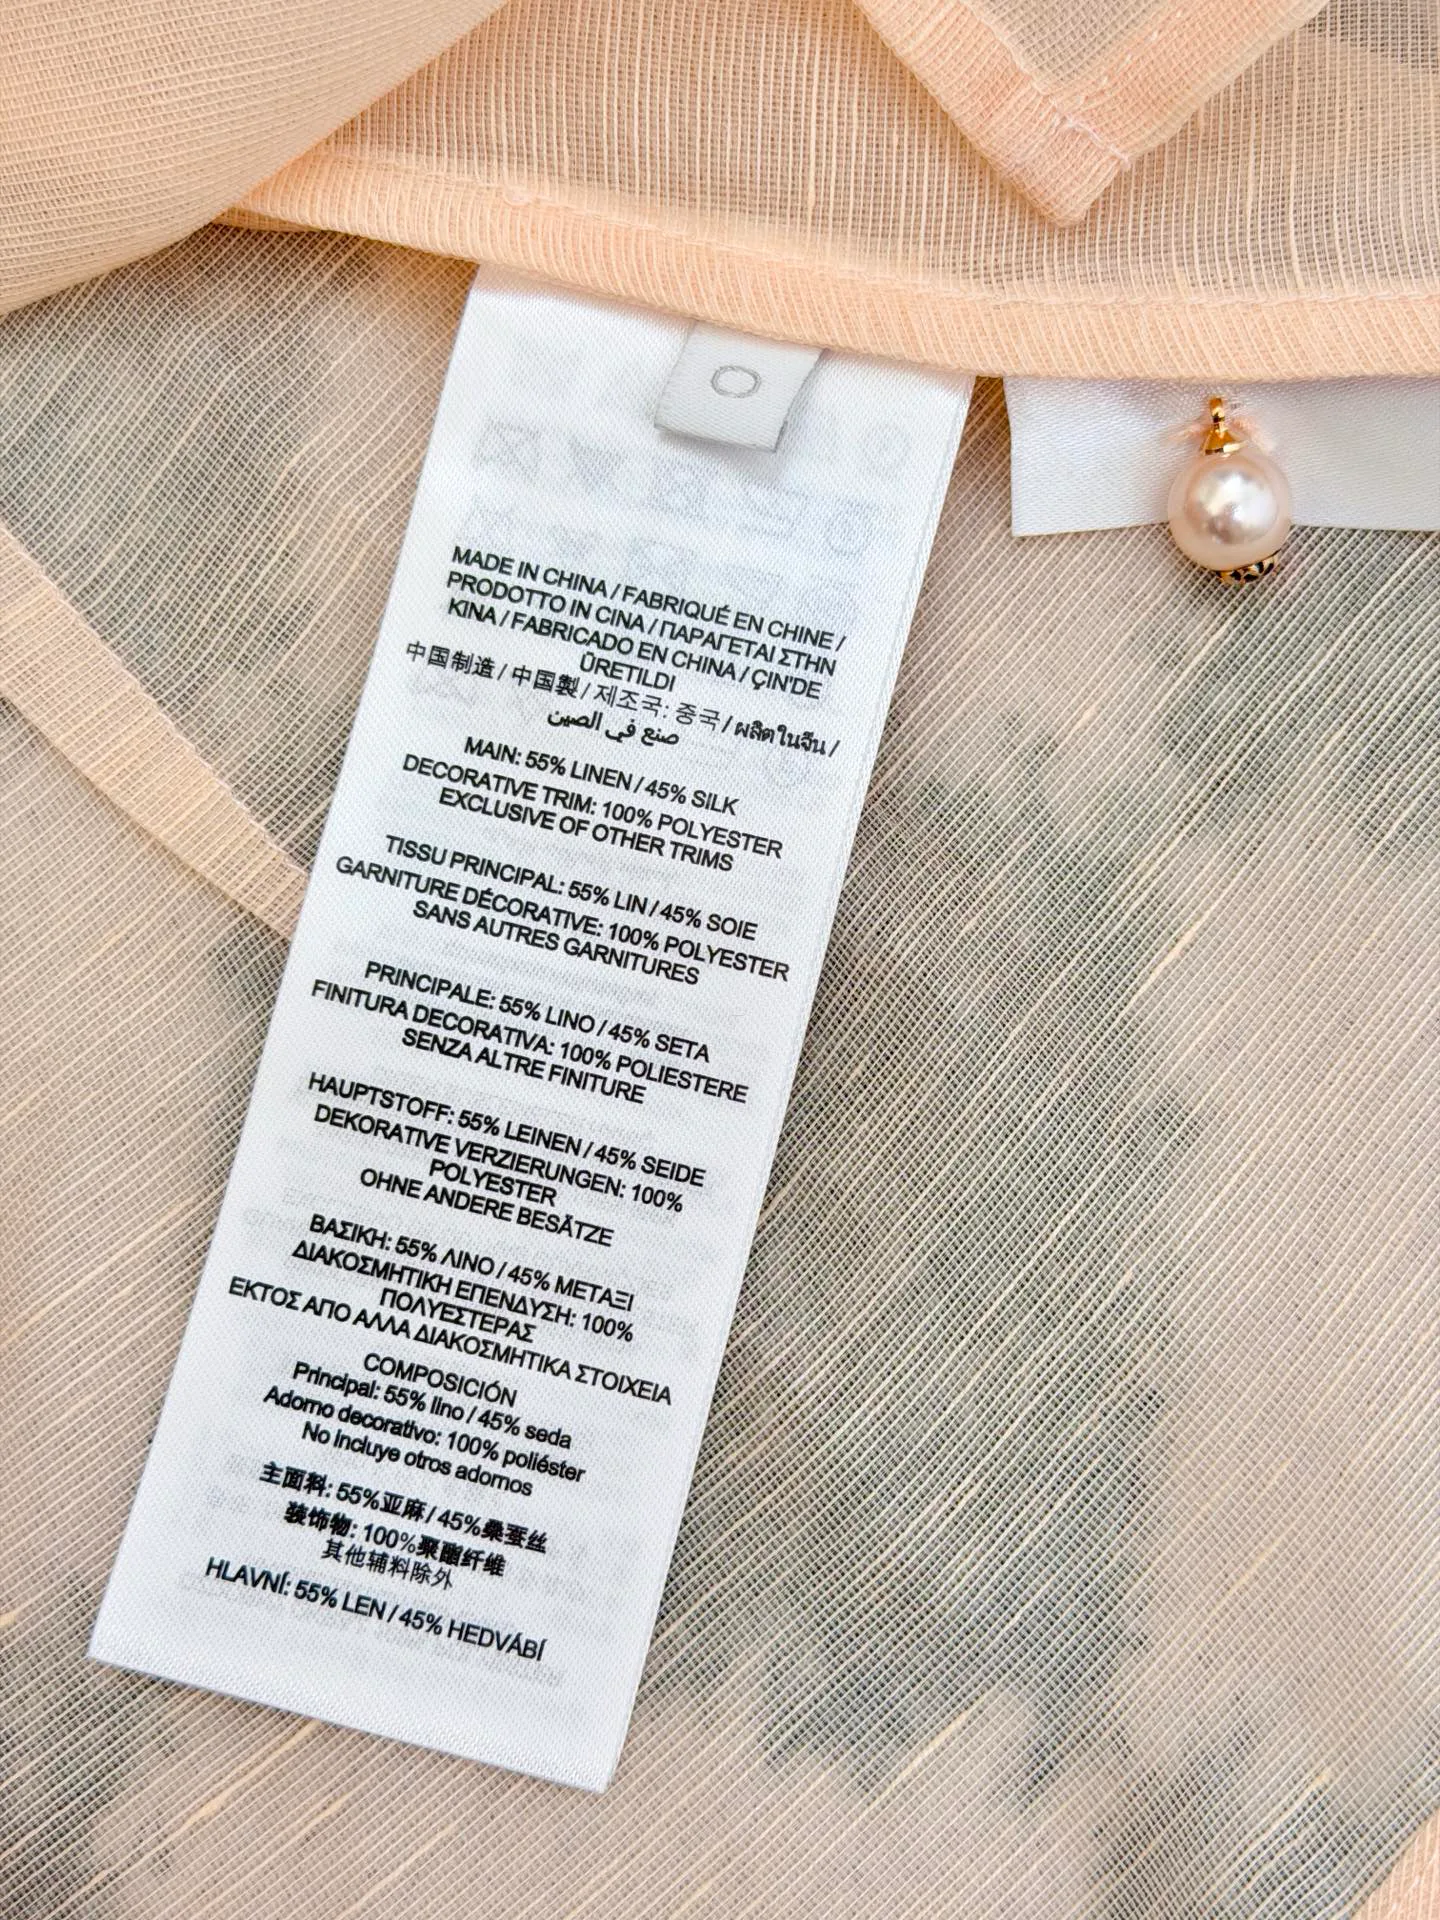 0
MADE IN CHINA / FABRIQUÉ EN CHINE /
PRODOTTO IN CINA / ΠΑΡΑΓΕΤΑΙ ΣΤΗΝ
ΚΙΝΑ / FABRICADO EN CHINA / ÇIN'DE
ÜRETILDI
中国制造 / 中国製 / 제조국: 중국 / ผลิตในจีน /
صنع في الصين
MAIN: 55% LINEN / 45% SILK
DECORATIVE TRIM: 100% POLYESTER
EXCLUSIVE OF OTHER TRIMS
TISSU PRINCIPAL: 55% LIN / 45% SOIE
GARNITURE DÉCORATIVE: 100% POLYESTER
SANS AUTRES GARNITURES
PRINCIPALE: 55% LINO / 45% SETA
FINITURA DECORATIVA: 100% POLIESTERE
SENZA ALTRE FINITURE
HAUPTSTOFF: 55% LEINEN / 45% SEIDE
DEKORATIVE VERZIERUNGEN: 100%
POLYESTER
OHNE ANDERE BESÄTZE
ΒΑΣΙΚΗ: 55% ΛΙΝΟ / 45% ΜΕΤΑΞΙ
ΔΙΑΚΟΣΜΗΤΙΚΗ ΕΠΕΝΔΥΣΗ: 100%
ΠΟΛΥΕΣΤΕΡΑΣ
ΕΚΤΟΣ ΑΠΟ ΑΛΛΑ ΔΙΑΚΟΣΜΗΤΙΚΑ ΣΤΟΙΧΕΙΑ
COMPOSICIÓN
Principal: 55% lino / 45% seda
Adorno decorativo: 100% poliéster
No incluye otros adornos
主面料: 55%亚麻 / 45%桑蚕丝
装饰物: 100%聚酯纤维
其他辅料除外
HLAVNÍ: 55% LEN / 45% HEDVÁBÍ